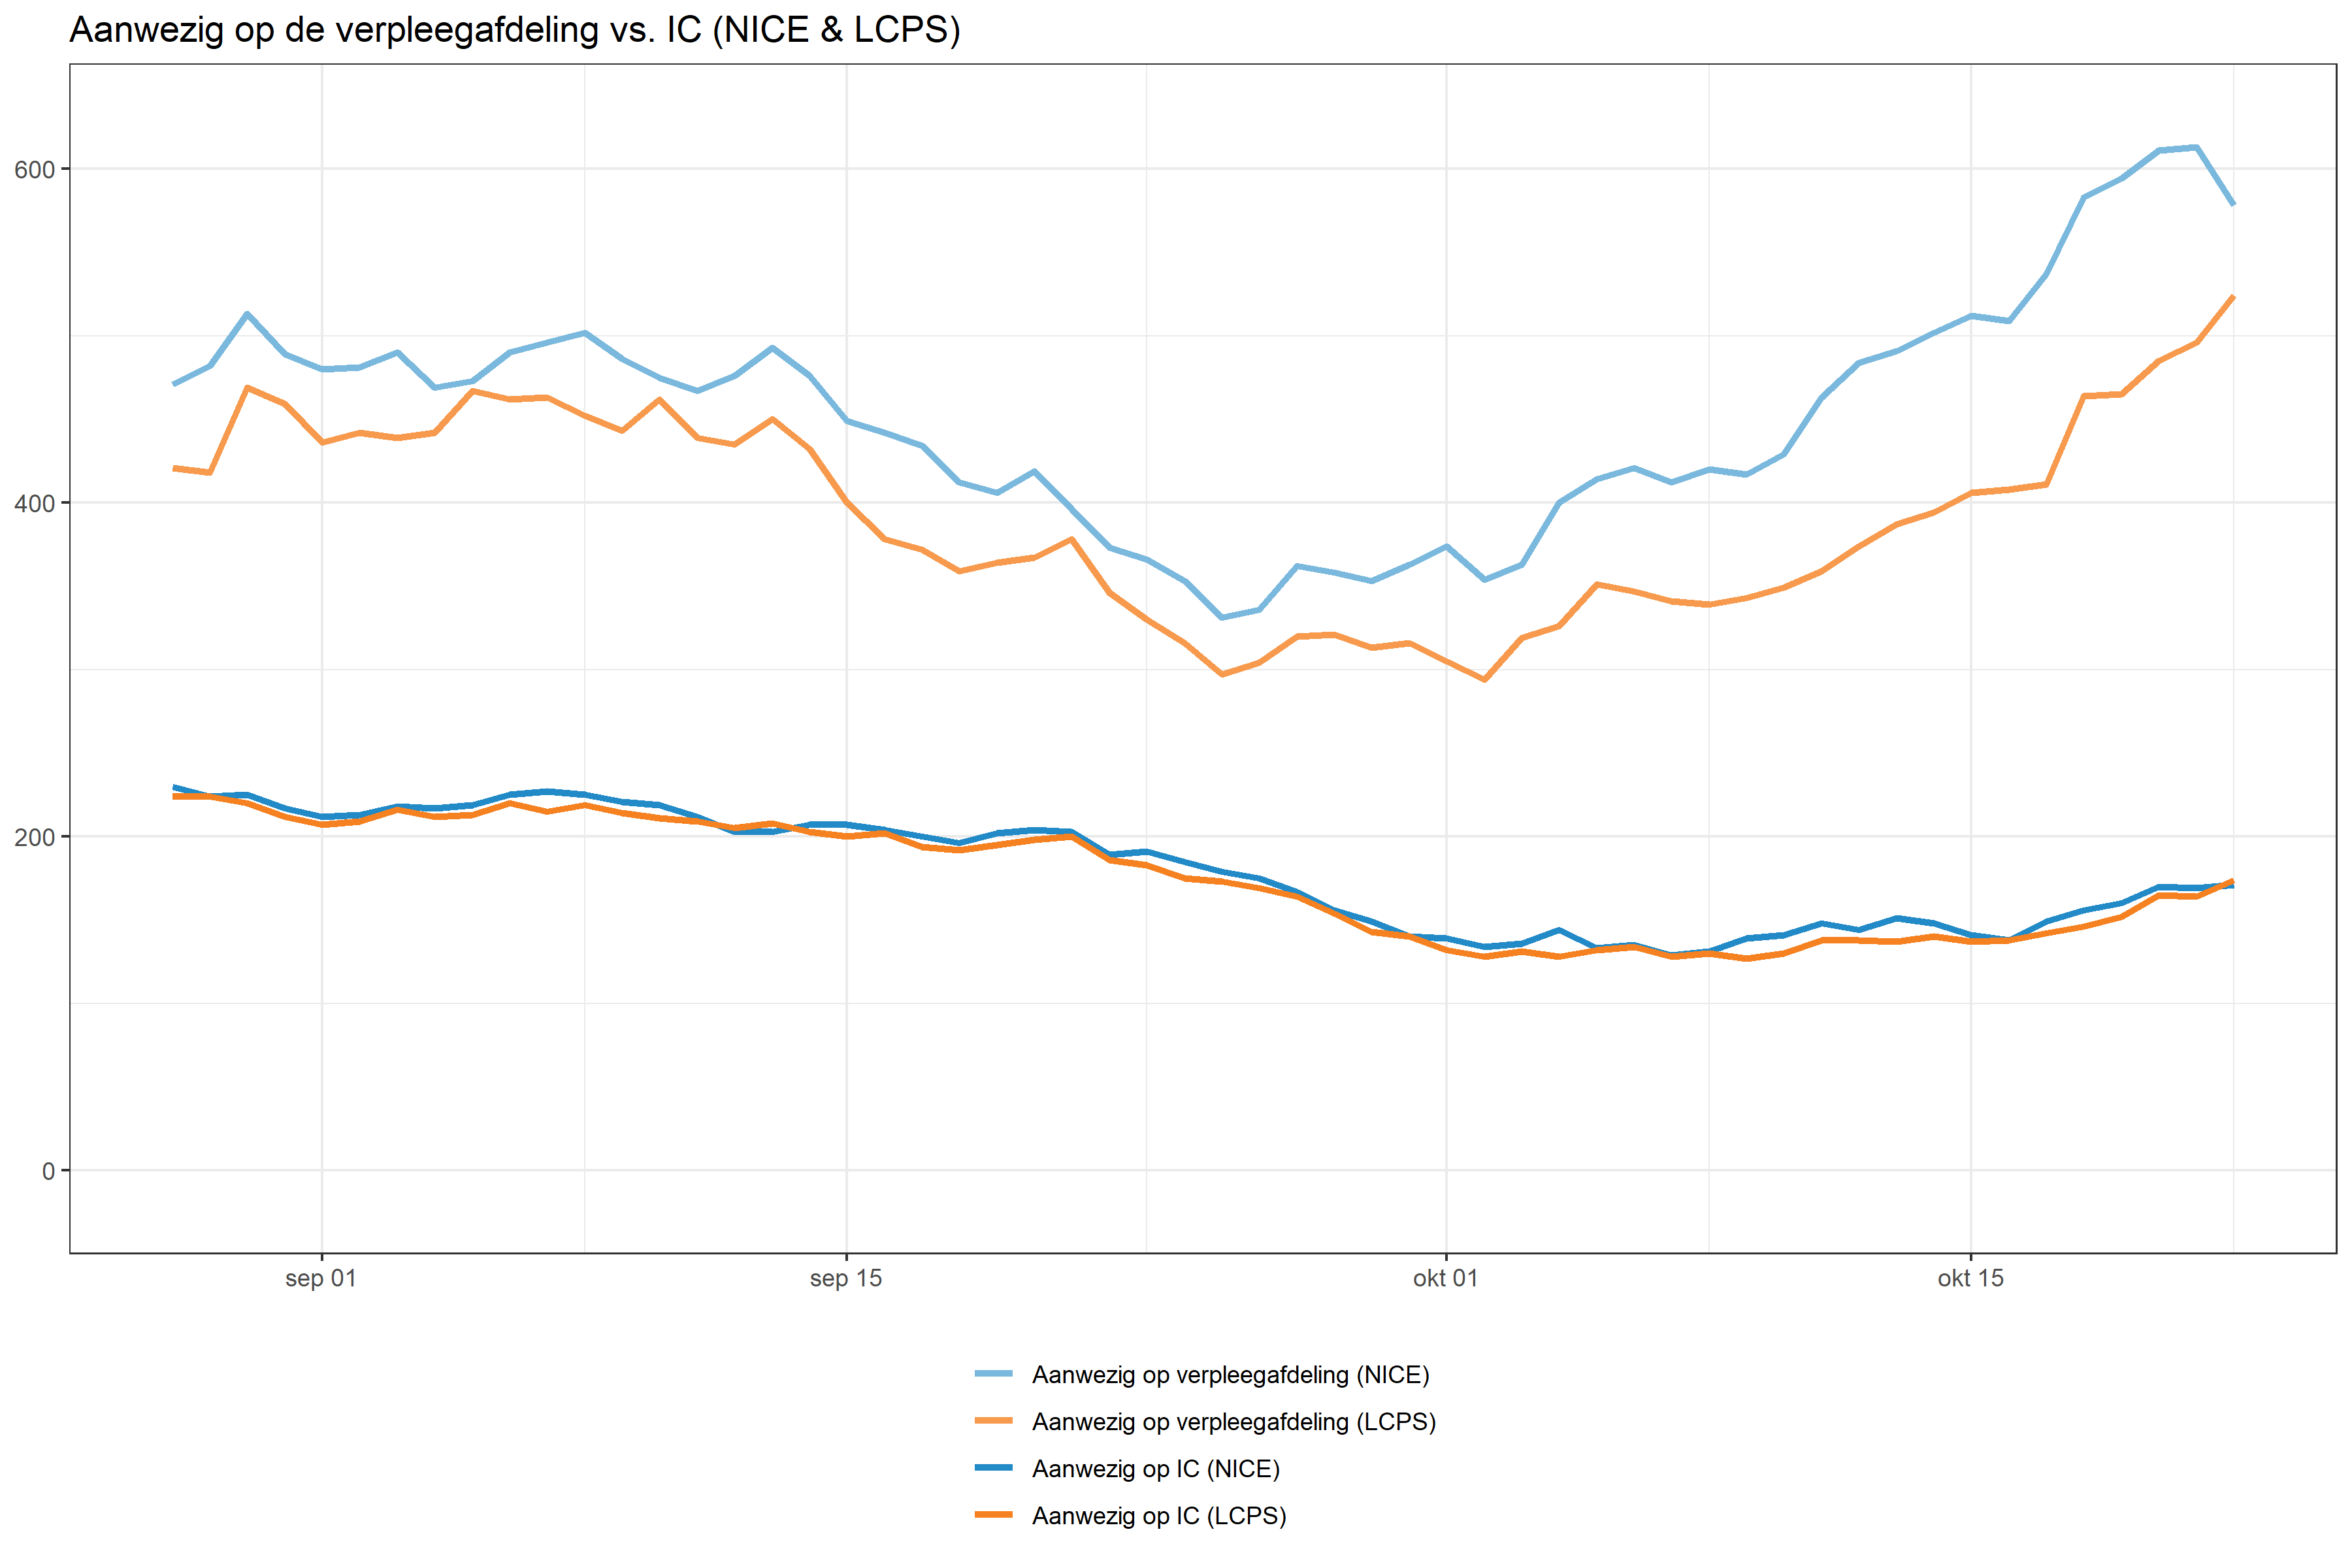 Aanwezig op de verpleegafdeling vs. IC (NICE & LCPS)
600
400
200
0
sep 01
sep 15
okt 01
okt 15
Aanwezig op verpleegafdeling (NICE)
Aanwezig op verpleegafdeling (LCPS)
Aanwezig op IC (NICE)
Aanwezig op IC (LCPS)